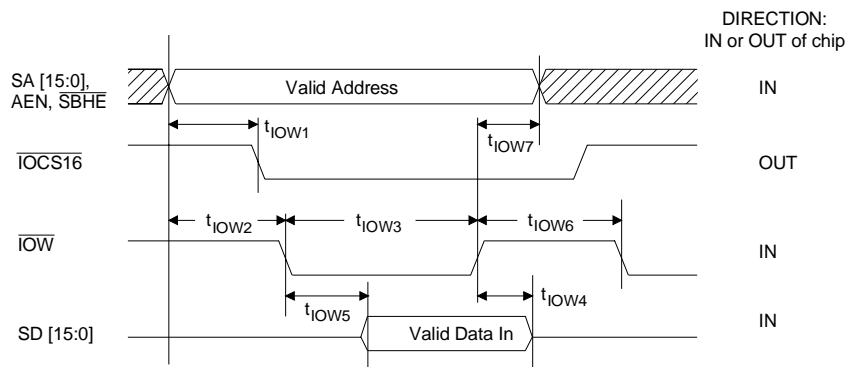 DIRECTION:
IN or OUT of chip
SA [15:0],
AEN, SBHE
Valid Address
IN
tIOW1
tIOW7
IOCS16
OUT
tIOW2
tIOW3
tIOW6
IOW
IN
tIOW5
tIOW4
SD [15:0]
Valid Data In
IN